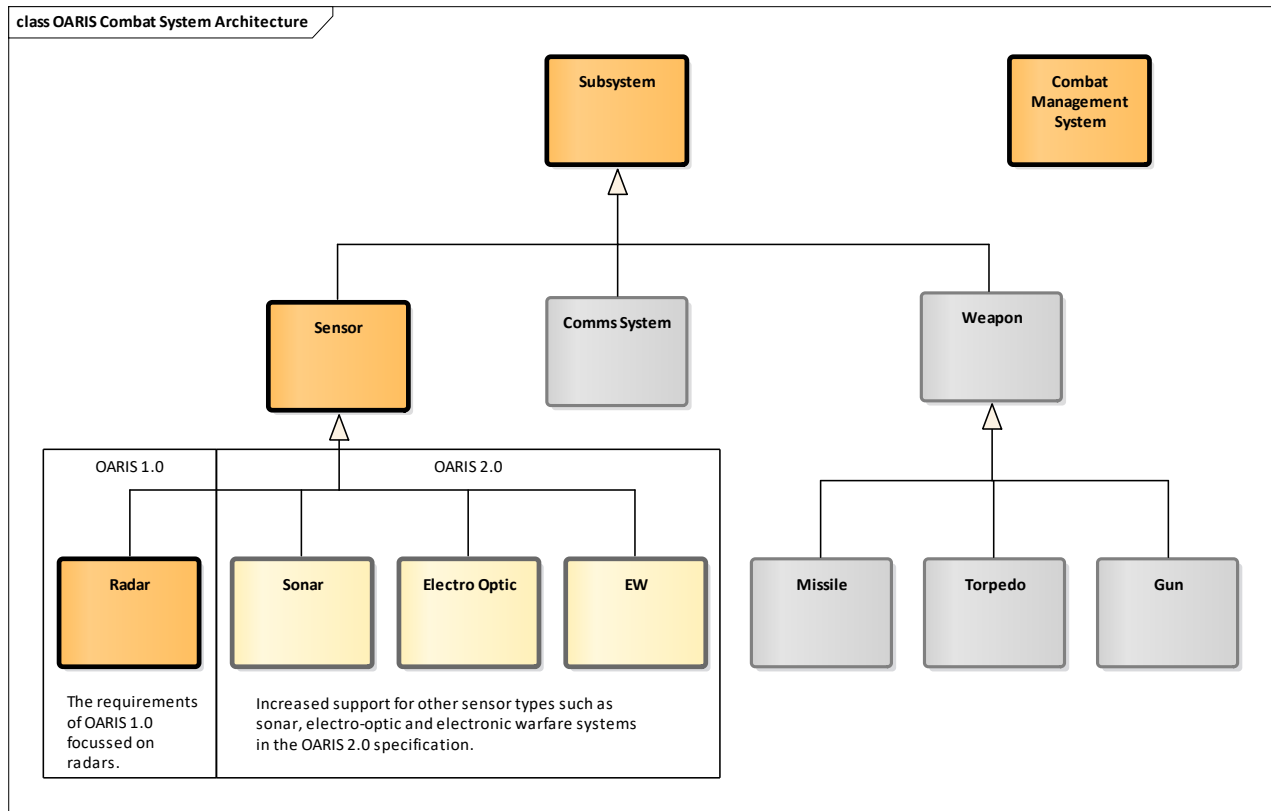 class OARIS Combat System Architecture
Subsystem
Combat
Management
System
Sensor
Comms System
Weapon
OARIS 1.0
OARIS 2.0
Radar
Sonar
Electro Optic
EW
Missile
Torpedo
Gun
The requirements
of OARIS 1.0
focussed on
radars.
Increased support for other sensor types such as
sonar, electro-optic and electronic warfare systems
in the OARIS 2.0 specification.